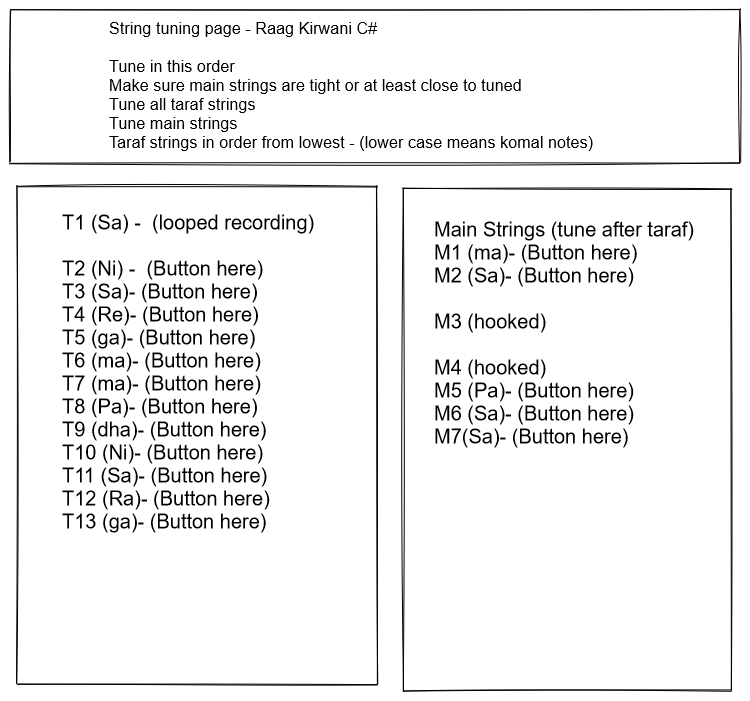 String tuning page - Raag Kirwani C#
Tune in this order
Make sure main strings are tight or at least close to tuned
Tune all taraf strings
Tune main strings
Taraf strings in order from lowest - (lower case means komal notes)
T1 (Sa) -  (looped recording)
T2 (Ni) -  (Button here)
T3 (Sa)- (Button here)
T4 (Re)- (Button here)
T5 (ga)- (Button here)
T6 (ma)- (Button here)
T7 (ma)- (Button here)
T8 (Pa)- (Button here)
T9 (dha)- (Button here)
T10 (Ni)- (Button here)
T11 (Sa)- (Button here)
T12 (Ra)- (Button here)
T13 (ga)- (Button here)
Main Strings (tune after taraf)
M1 (ma)- (Button here)
M2 (Sa)- (Button here)
M3 (hooked)
M4 (hooked)
M5 (Pa)- (Button here)
M6 (Sa)- (Button here)
M7(Sa)- (Button here)